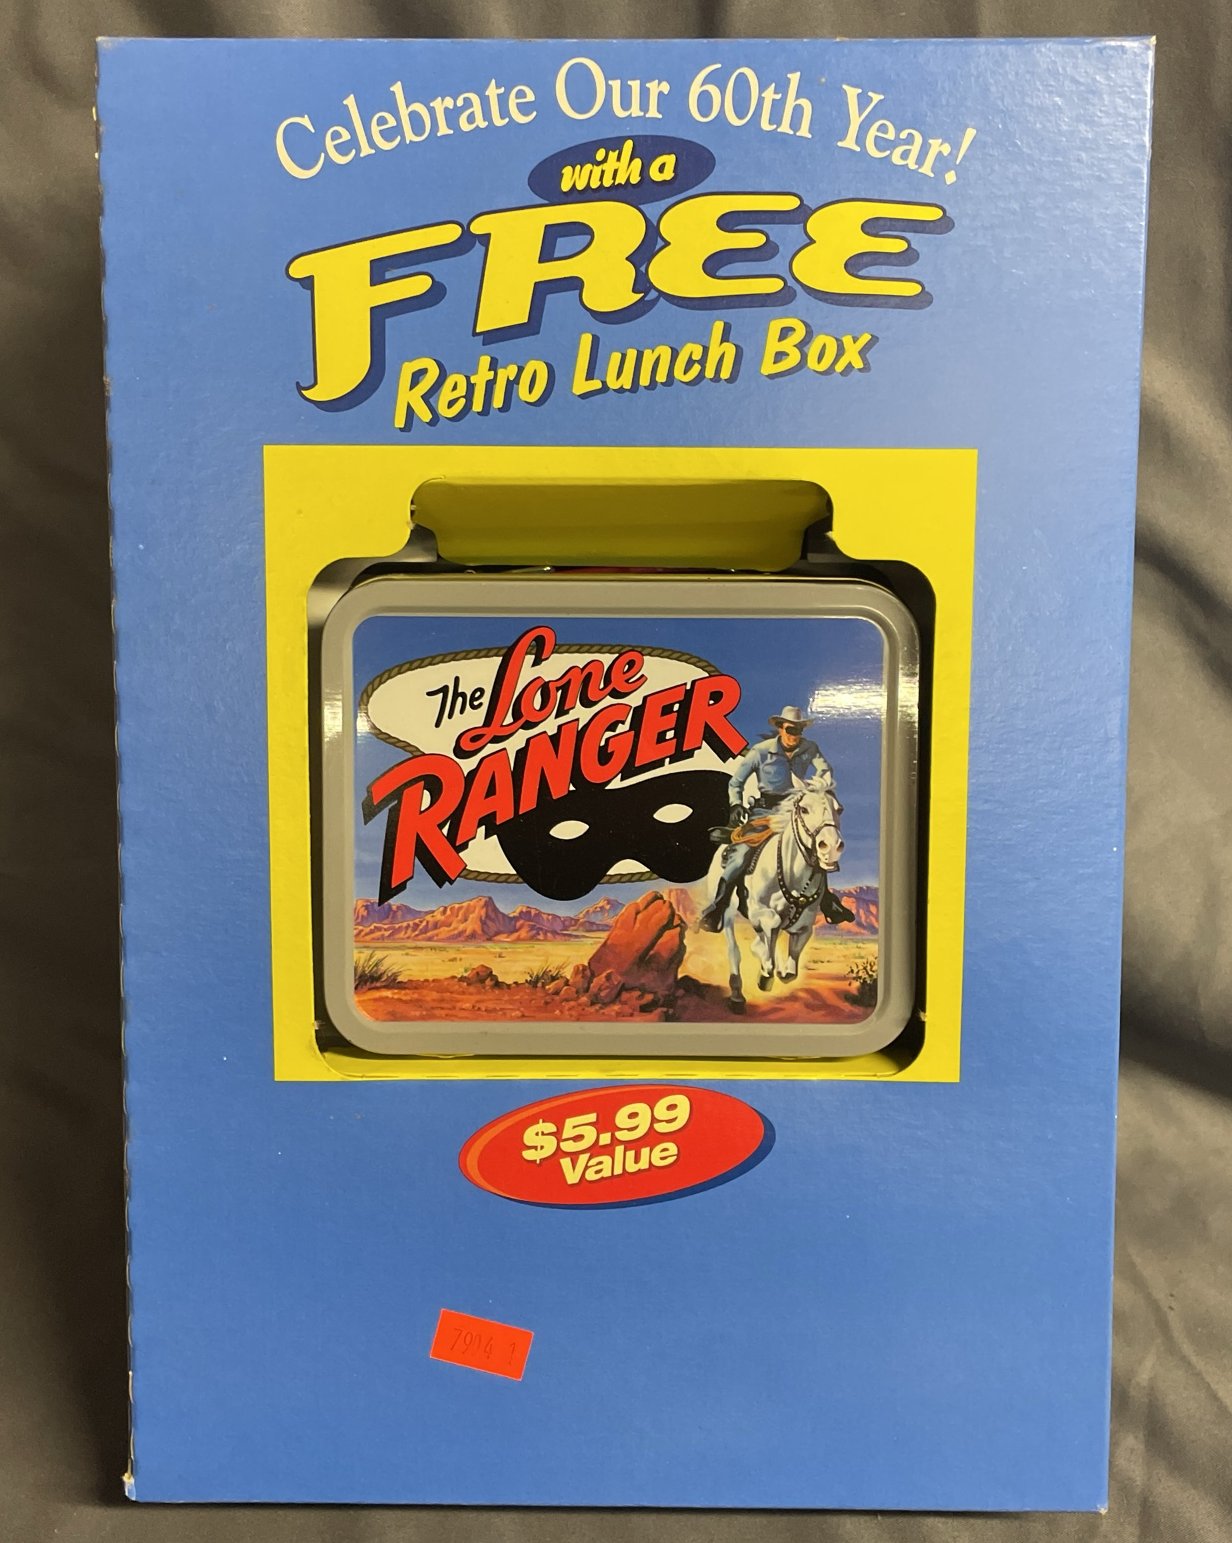 Celebrate Our 60th Year!
with a
FREE
Retro Lunch Box
The Lone
RANGER
$5.99
Value